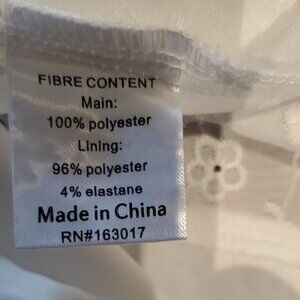 FIBRE CONTENT
Main:
100% polyester
Lining:
96% polyester
4% elastane
Made in China
RN#163017